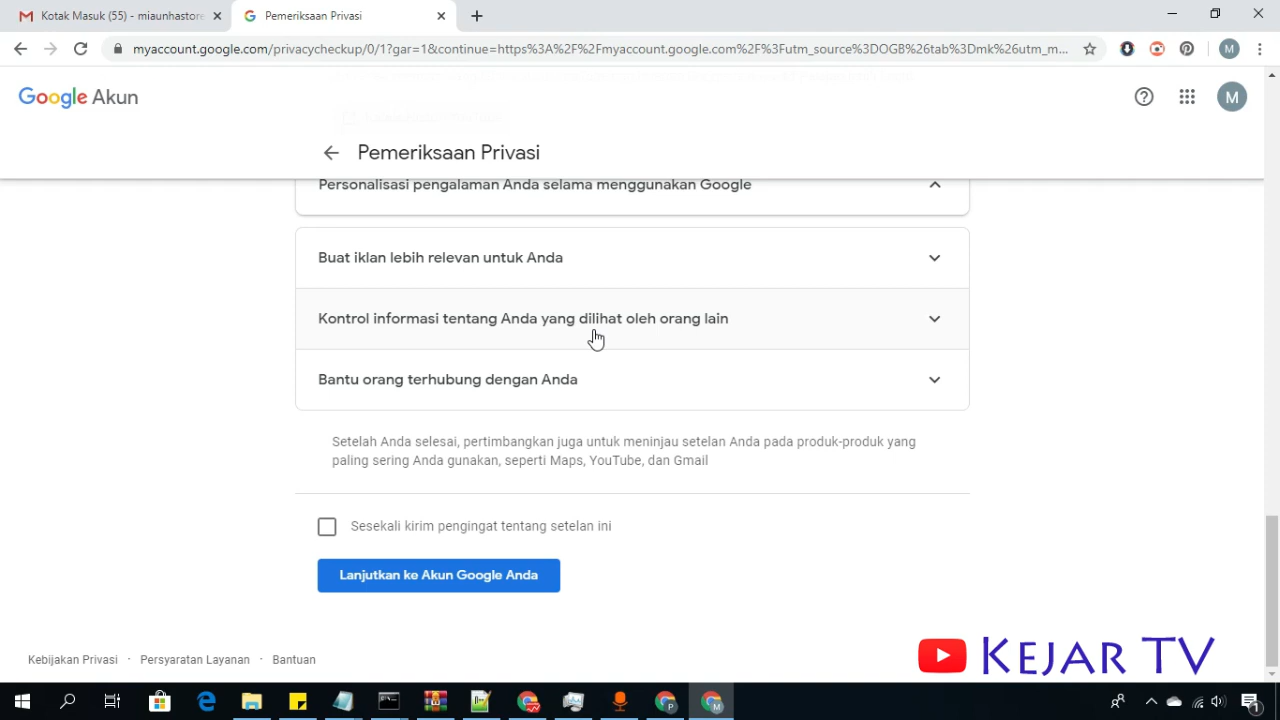 Kotak Masuk (55) - miaunhastore
Pemeriksaan Privasi
myaccount.google.com/privacycheckup/0/1?gar=1&continue=https%3A%2F%2Fmyaccount.google.com%2F%3Futm_source%3DOGB%26tab%3Dmk%26utm_m...
M
Google Akun
M
Pemeriksaan Privasi
Personalisasi pengalaman Anda selama menggunakan Google
Buat iklan lebih relevan untuk Anda
Kontrol informasi tentang Anda yang dilihat oleh orang lain
Bantu orang terhubung dengan Anda
Setelah Anda selesai, pertimbangkan juga untuk meninjau setelan Anda pada produk-produk yang
paling sering Anda gunakan, seperti Maps, YouTube, dan Gmail
Sesekali kirim pengingat tentang setelan ini
Lanjutkan ke Akun Google Anda
KEJAR TV
Kebijakan Privasi · Persyaratan Layanan · Bantuan